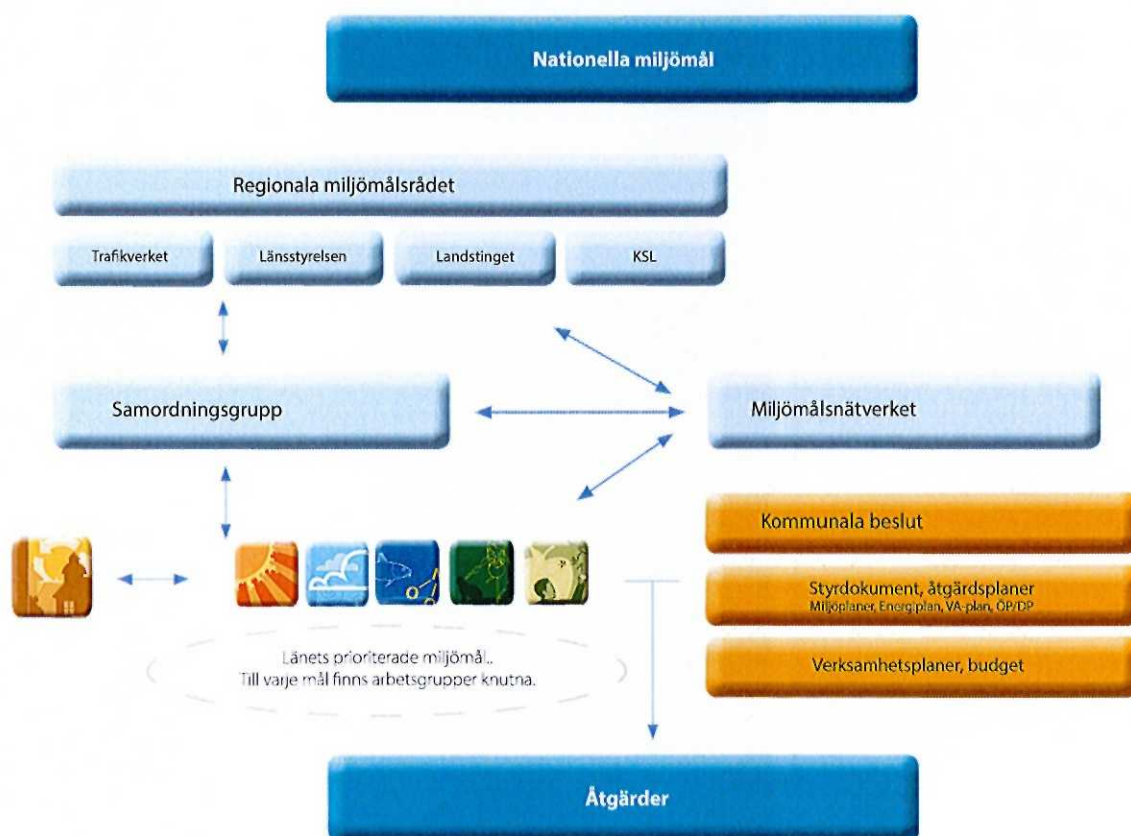 Nationella miljömål
Regionala miljömålsrådet
Trafikverket
Länsstyrelsen
Landstinget
KSL
Samordningsgrupp
Miljömålsnätverket
Kommunala beslut
Styrdokument, åtgärdsplaner
Miljöplaner, Energiplan, VA-plan, ÖP/DP
Verksamhetsplaner, budget
Länets prioriterade miljömål..
Till varje mål finns arbetsgrupper knutna.
Åtgärder